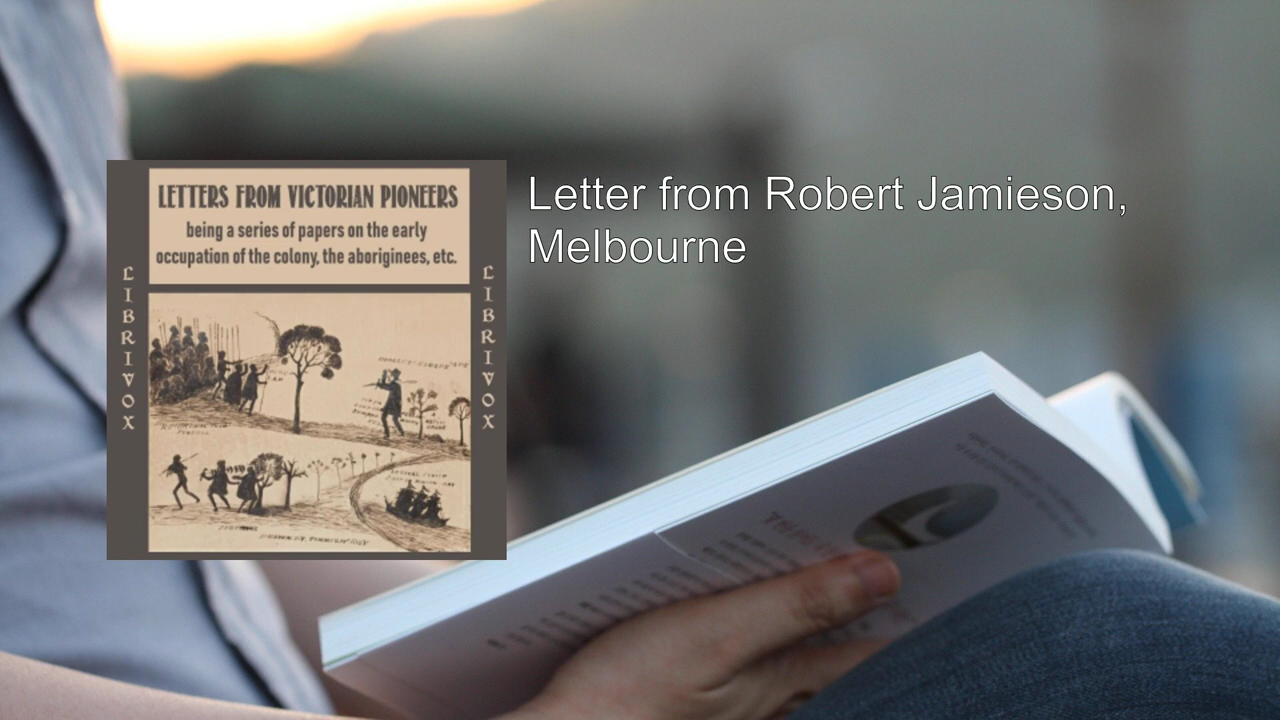 LETTERS FROM VICTORIAN PIONEERS
being a series of papers on the early
occupation of the colony, the aboriginees, etc.
LIBRIVOX
LIBRIVOX
Letter from Robert Jamieson,
Melbourne